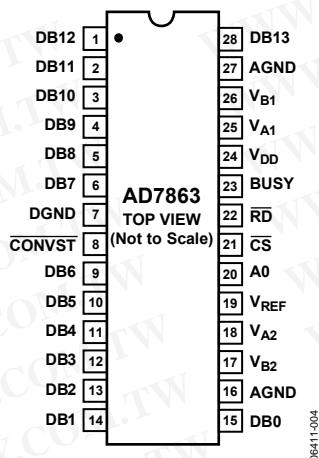 DB12 1 28 DB13
DB11 2 27 AGND
DB10 3 26 VB1
DB9 4 25 VA1
DB8 5 24 VDD
DB7 6 23 BUSY
AD7863
DGND 7 TOP VIEW 22 RD
CONVST 8 (Not to Scale) 21 CS
DB6 9 20 A0
DB5 10 19 VREF
DB4 11 18 VA2
DB3 12 17 VB2
DB2 13 16 AGND
DB1 14 15 DB0
06411-004